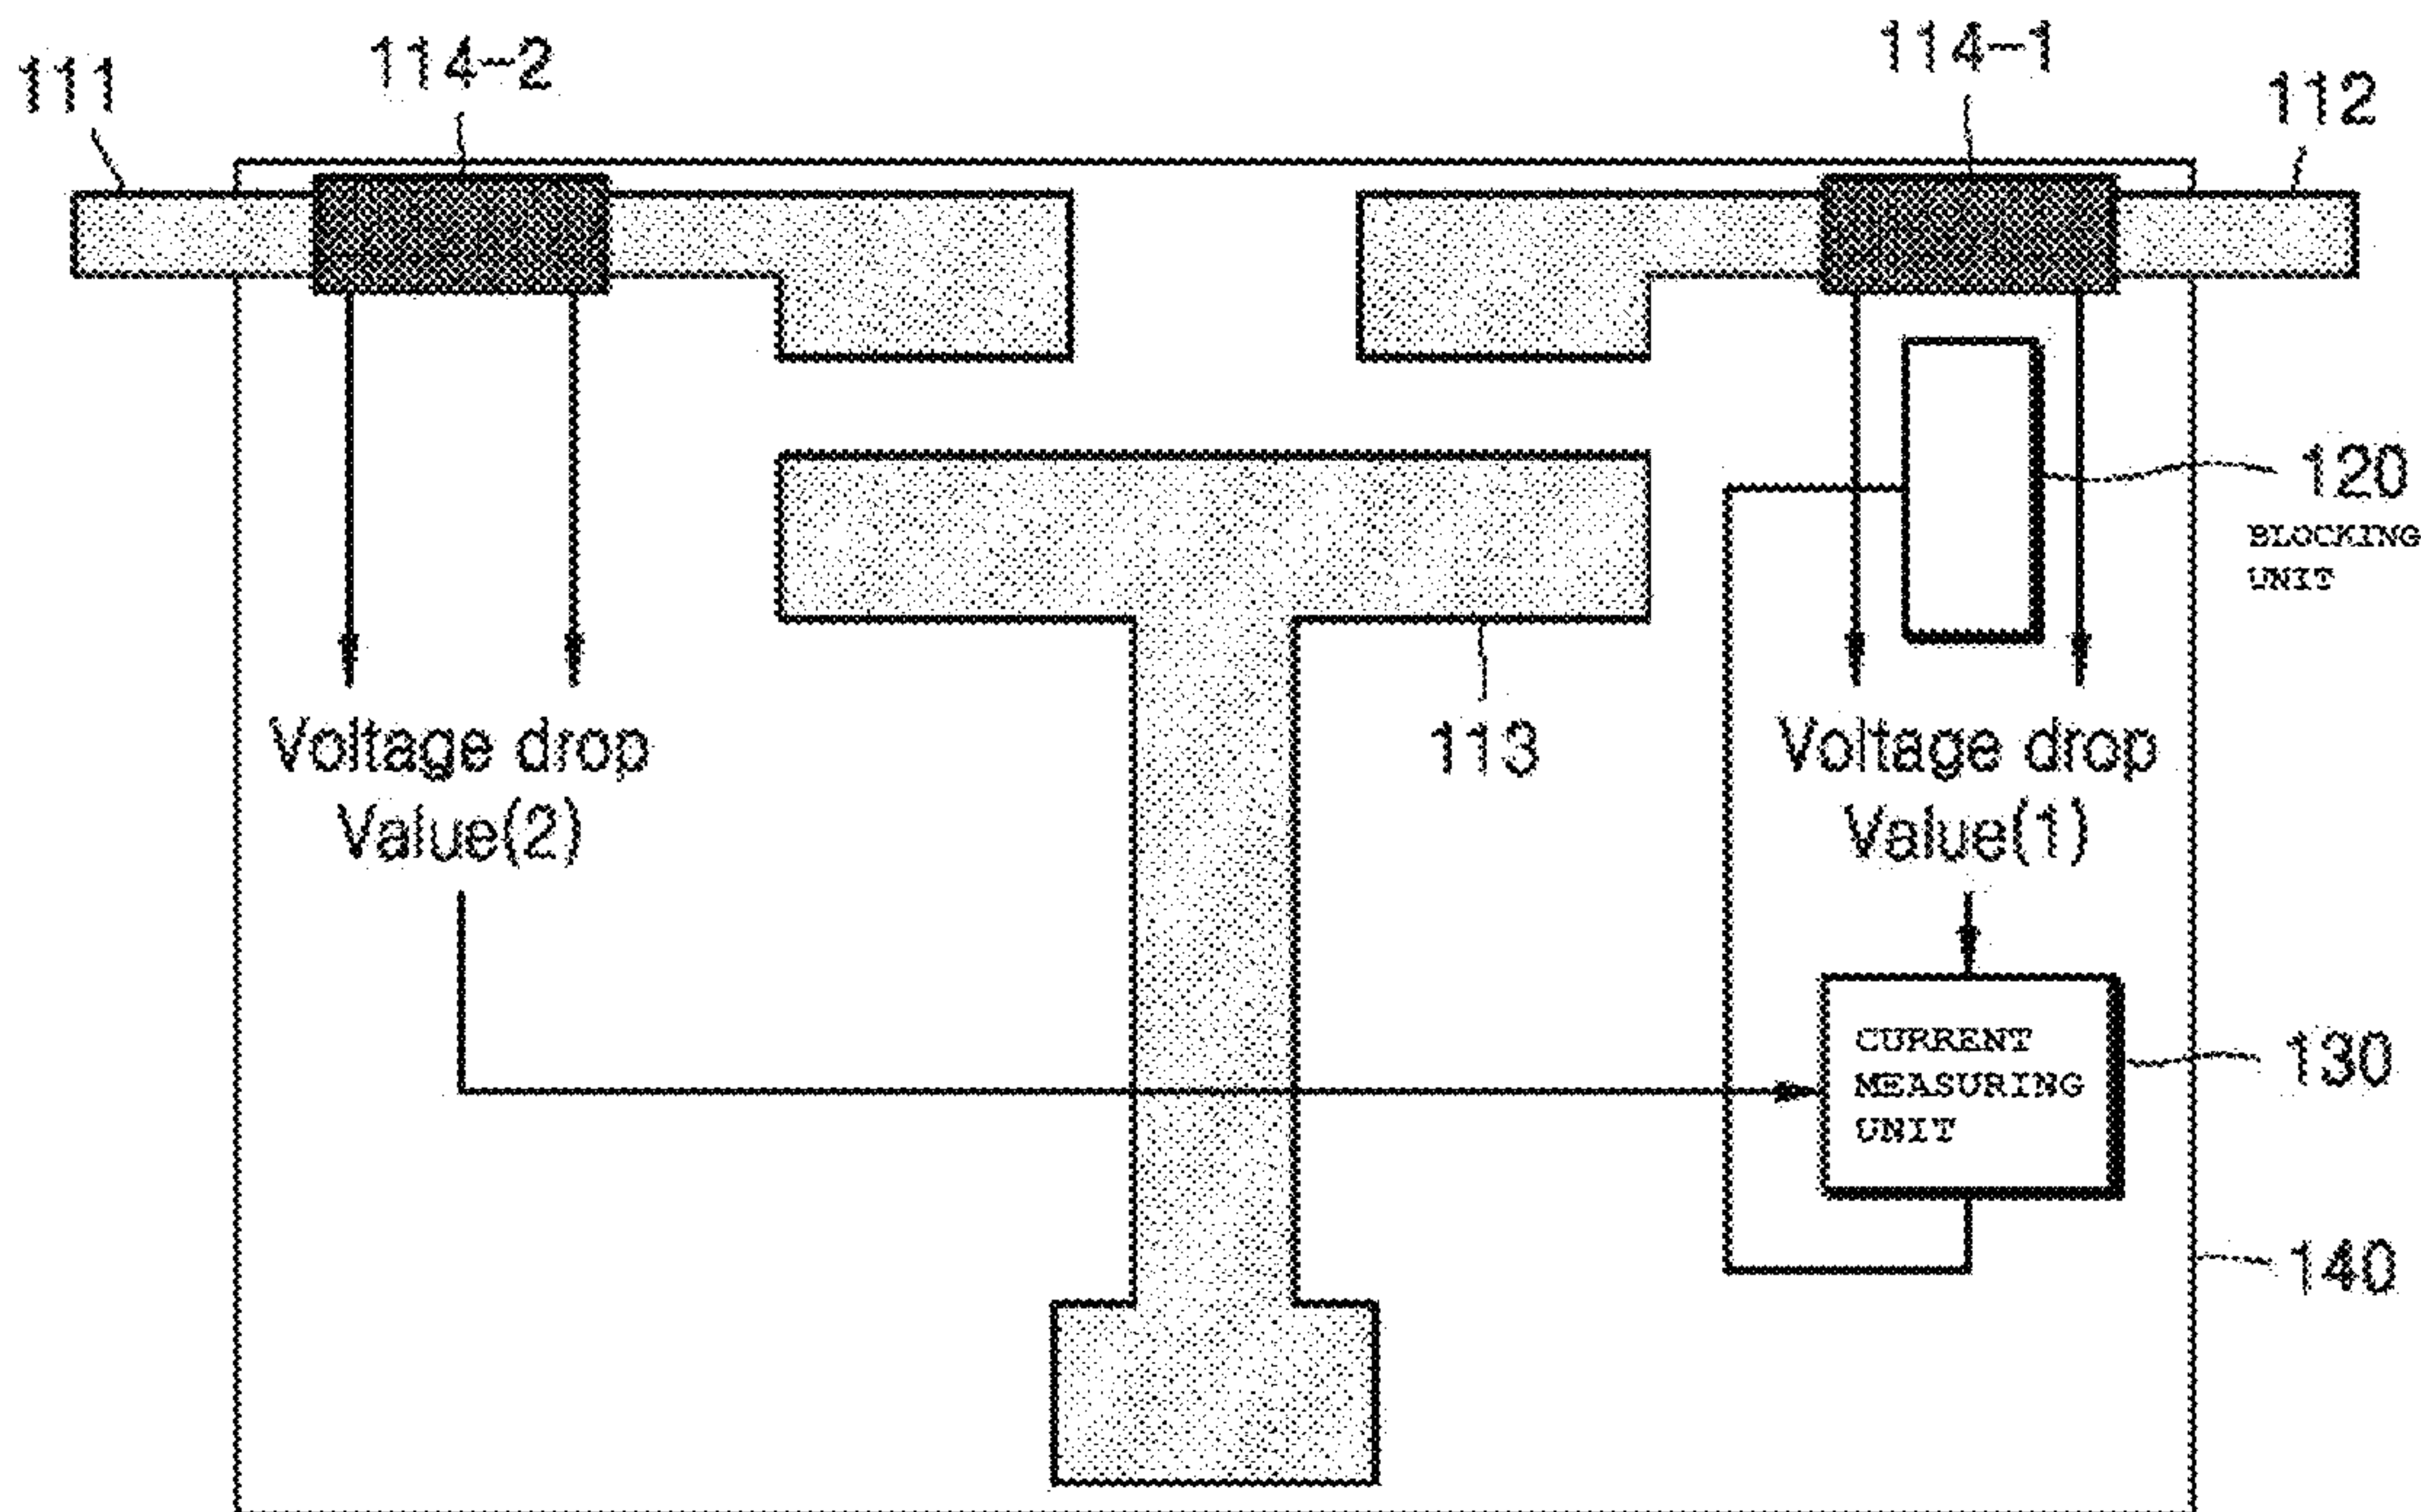 111
114-2
114-1
112
120
BLOCKING
UNIT
Voltage drop
Value(2)
113
Voltage drop
Value(1)
CURRENT
MEASURING
UNIT
130
140